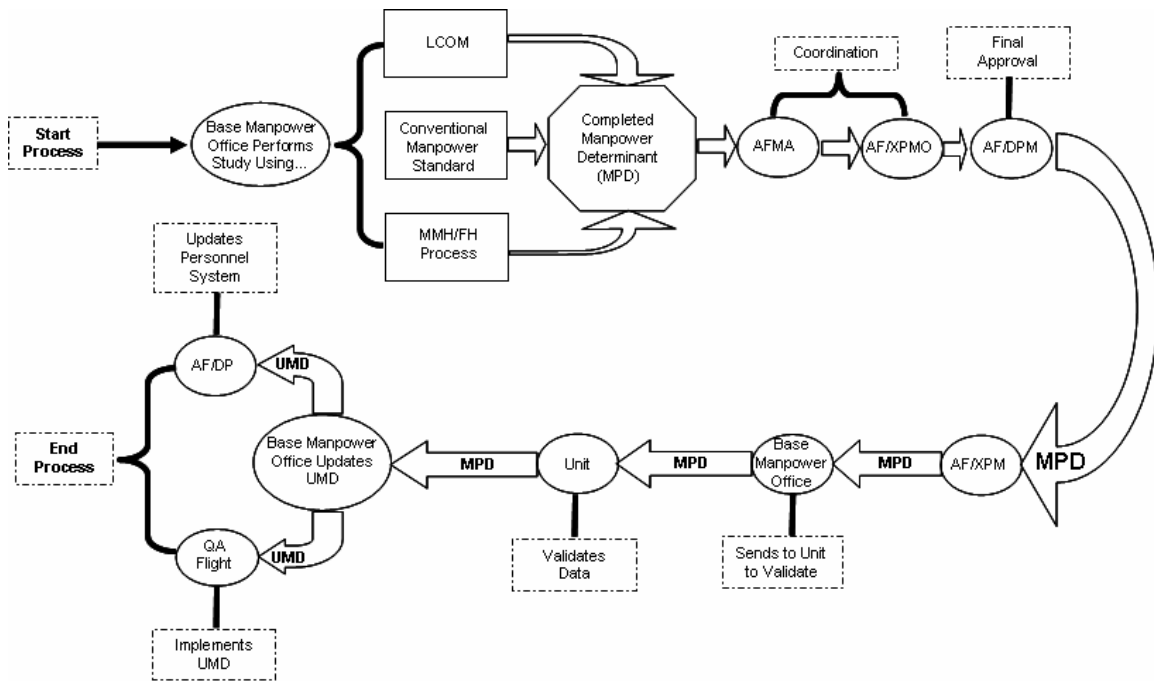 Start
Process
Base Manpower
Office Performs
Study Using...
LCOM
Conventional
Manpower
Standard
MMH/FH
Process
Completed
Manpower
Determinant
(MPD)
Coordination
AFMA
AF/XPMO
Final
Approval
AF/DPM
MPD
AF/XPM
MPD
Base
Manpower
Office
Sends to Unit
to Validate
MPD
Unit
Validates
Data
MPD
Base Manpower
Office Updates
UMD
UMD
AF/DP
Updates
Personnel
System
UMD
QA
Flight
Implements
UMD
End
Process